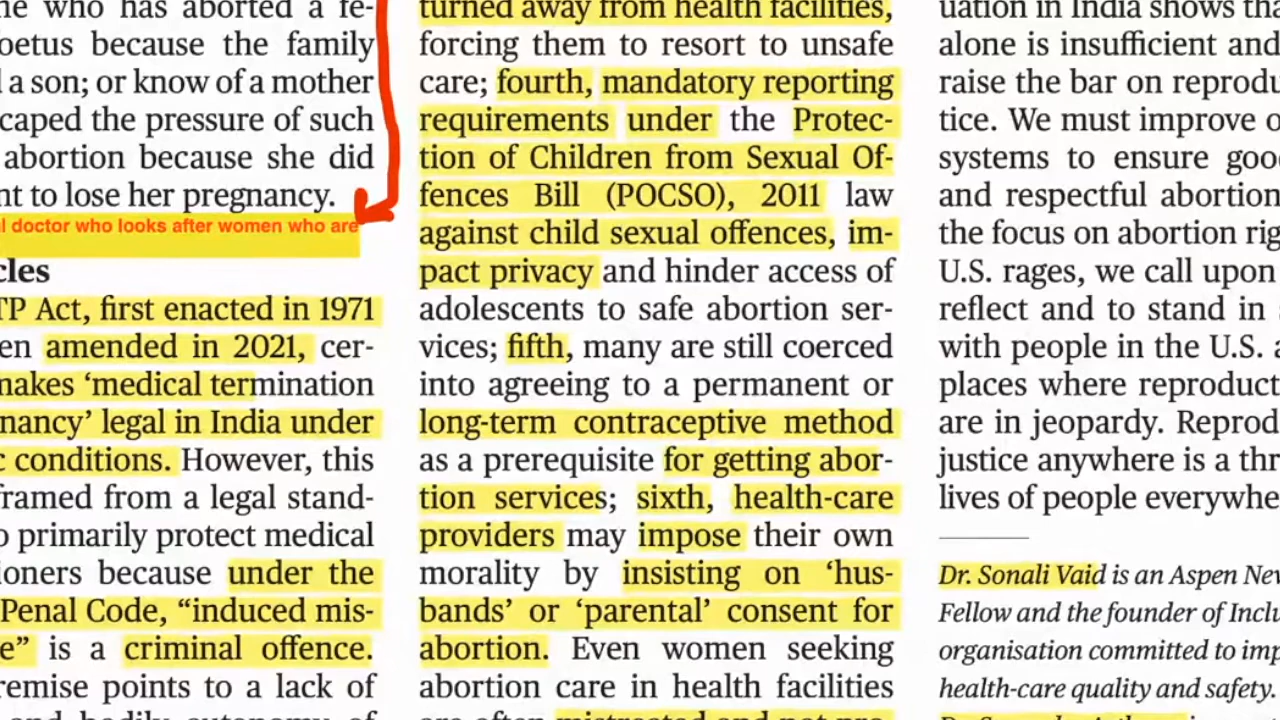 ne who has aborted a fe-
oetus because the family
a son; or know of a mother
caped the pressure of such
abortion because she did
nt to lose her pregnancy.
doctor who looks after women who are
cles
TP Act, first enacted in 1971
en amended in 2021, cer-
makes ‘medical termination
nancy’ legal in India under
c conditions. However, this
framed from a legal stand-
o primarily protect medical
ioners because under the
Penal Code, “induced mis-
e” is a criminal offence.
remise points to a lack of
and bodily autonomy of
turned away from health facilities,
forcing them to resort to unsafe
care; fourth, mandatory reporting
requirements under the Protec-
tion of Children from Sexual Of-
fences Bill (POCSO), 2011 law
against child sexual offences, im-
pact privacy and hinder access of
adolescents to safe abortion ser-
vices; fifth, many are still coerced
into agreeing to a permanent or
long-term contraceptive method
as a prerequisite for getting abor-
tion services; sixth, health-care
providers may impose their own
morality by insisting on ‘hus-
bands’ or ‘parental’ consent for
abortion. Even women seeking
abortion care in health facilities
are often mistreated and not pro-
uation in India shows tha
alone is insufficient and
raise the bar on reprodu
tice. We must improve o
systems to ensure goo
and respectful abortion
the focus on abortion rig
U.S. rages, we call upon
reflect and to stand in
with people in the U.S. a
places where reproduct
are in jeopardy. Reprod
justice anywhere is a thr
lives of people everywhe
Dr. Sonali Vaid is an Aspen Nev
Fellow and the founder of Inclu
organisation committed to imp
health-care quality and safety.